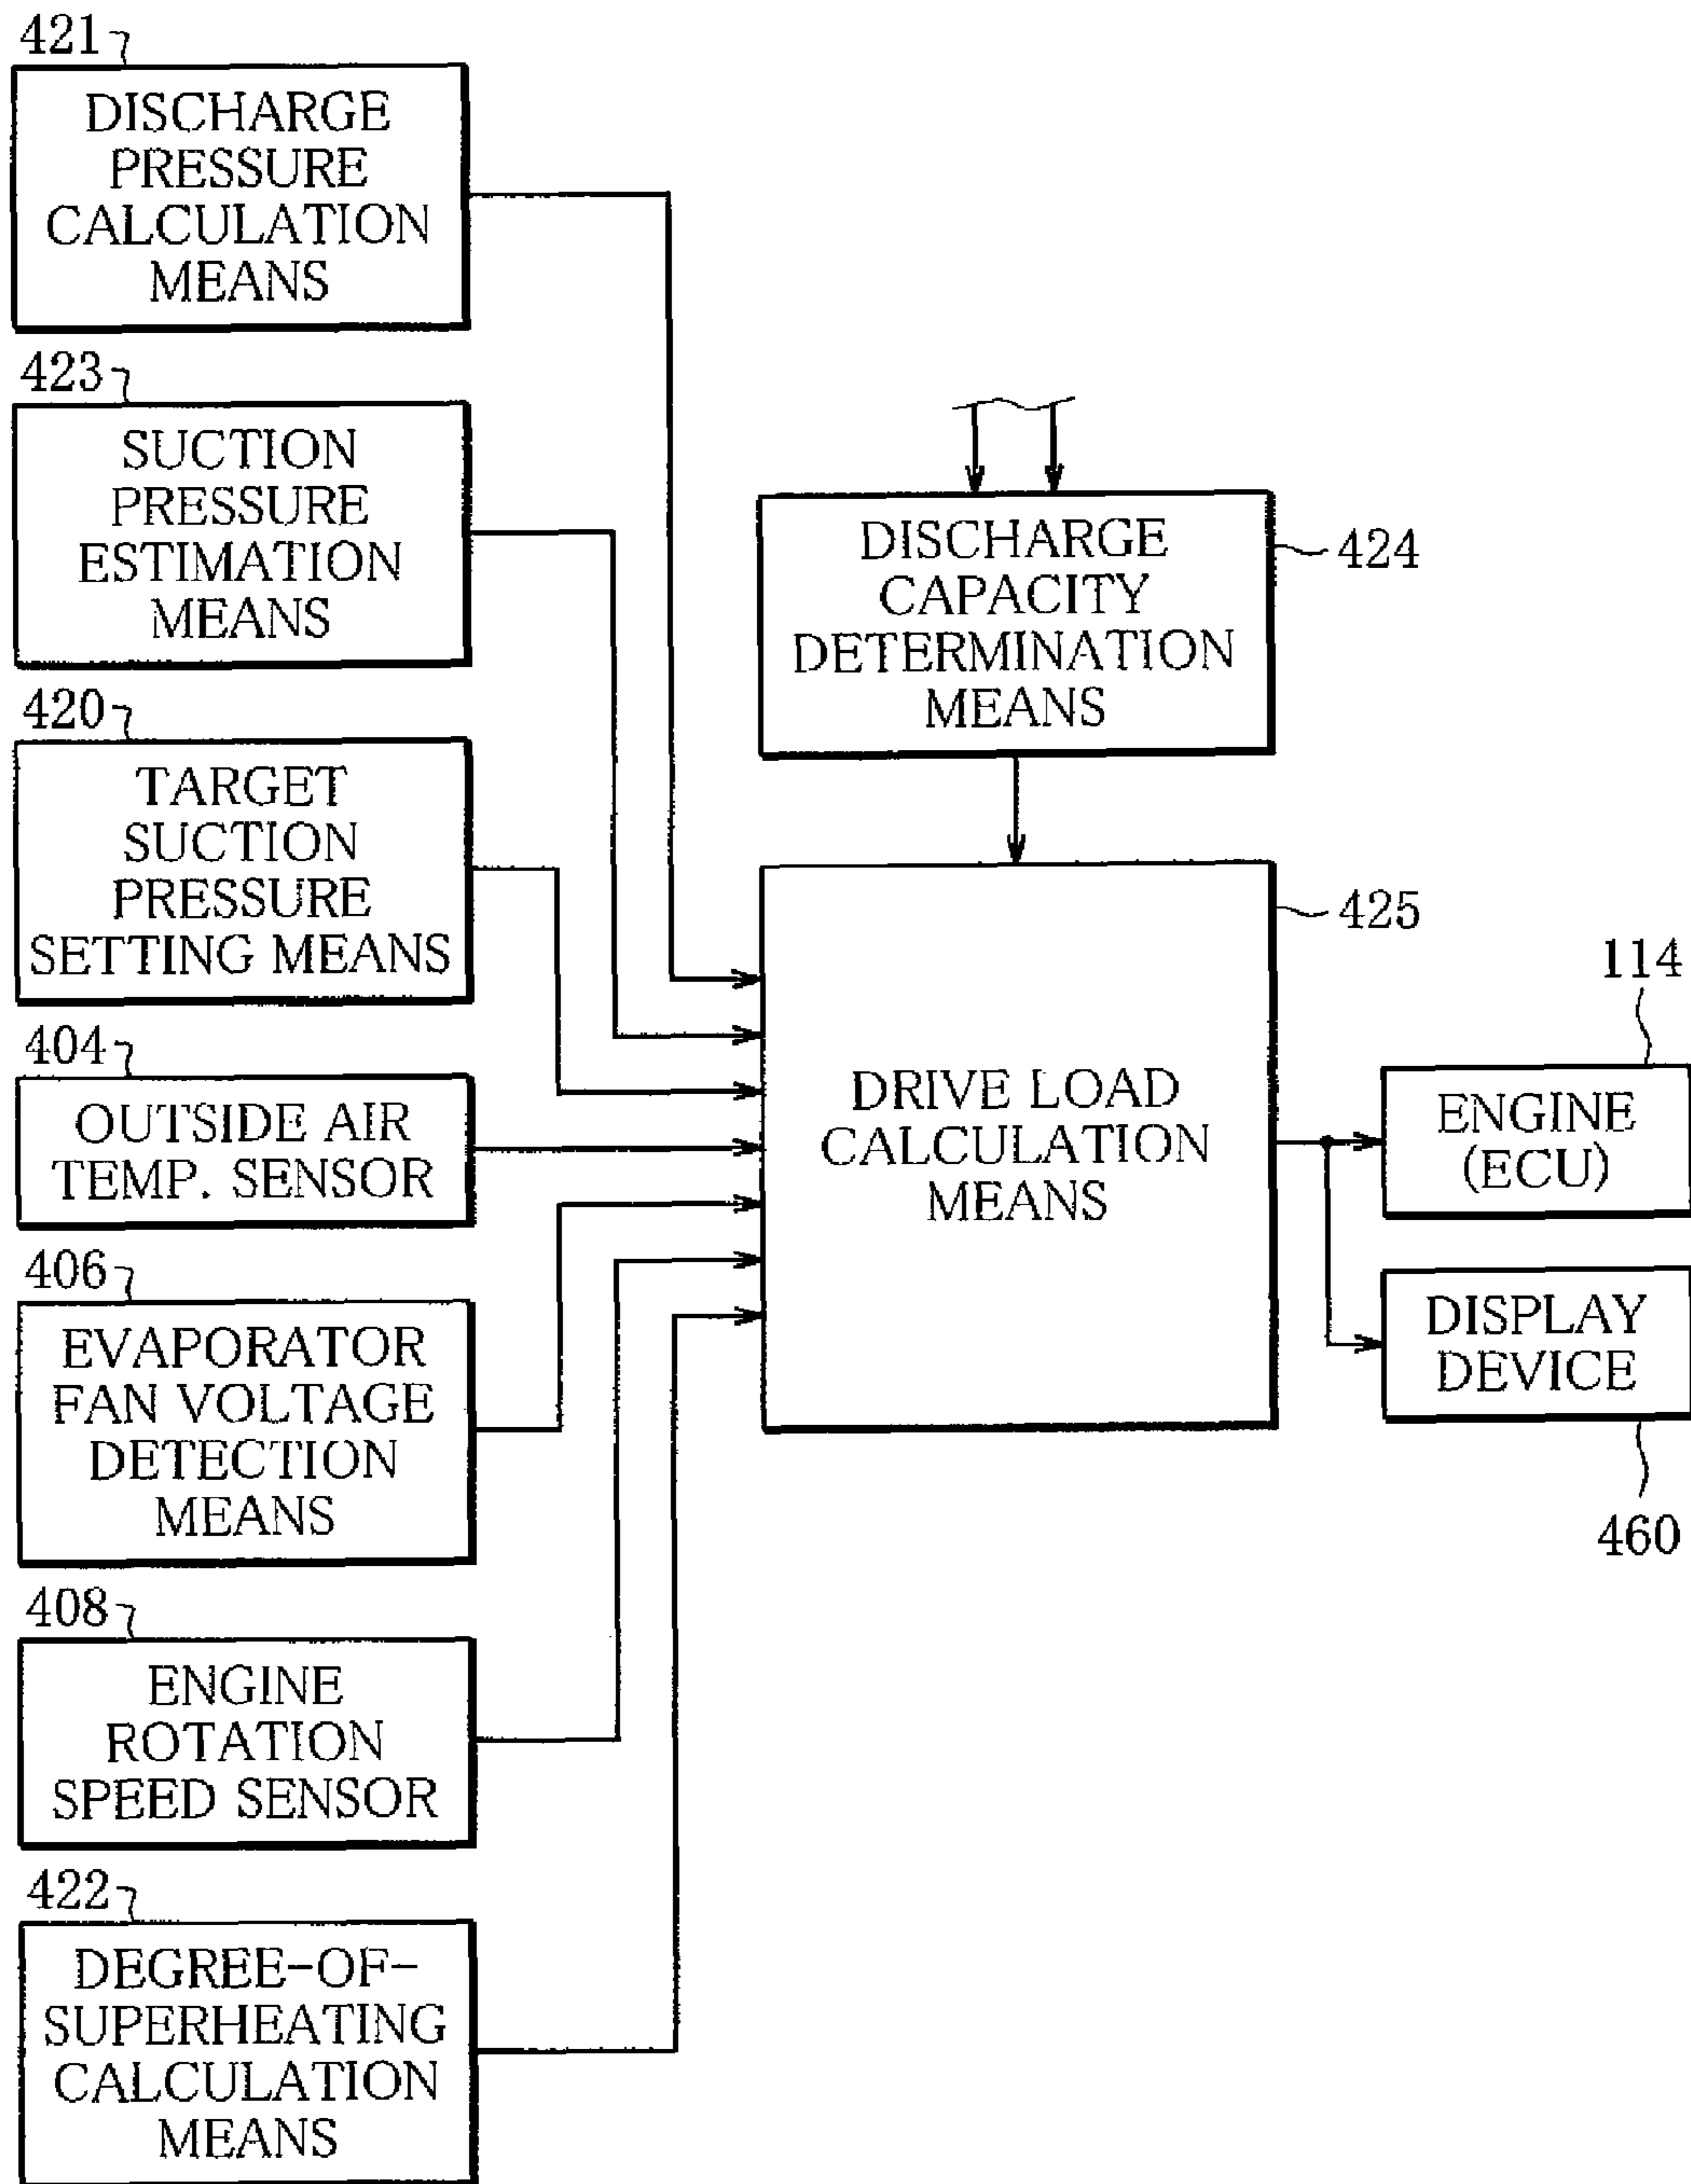 421
DISCHARGE
PRESSURE
CALCULATION
MEANS
423
SUCTION
PRESSURE
ESTIMATION
MEANS
420
TARGET
SUCTION
PRESSURE
SETTING MEANS
404
OUTSIDE AIR
TEMP. SENSOR
406
EVAPORATOR
FAN VOLTAGE
DETECTION
MEANS
408
ENGINE
ROTATION
SPEED SENSOR
422
DEGREE-OF-
SUPERHEATING
CALCULATION
MEANS
DISCHARGE
CAPACITY
DETERMINATION
MEANS
424
DRIVE LOAD
CALCULATION
MEANS
425
114
ENGINE
(ECU)
DISPLAY
DEVICE
460